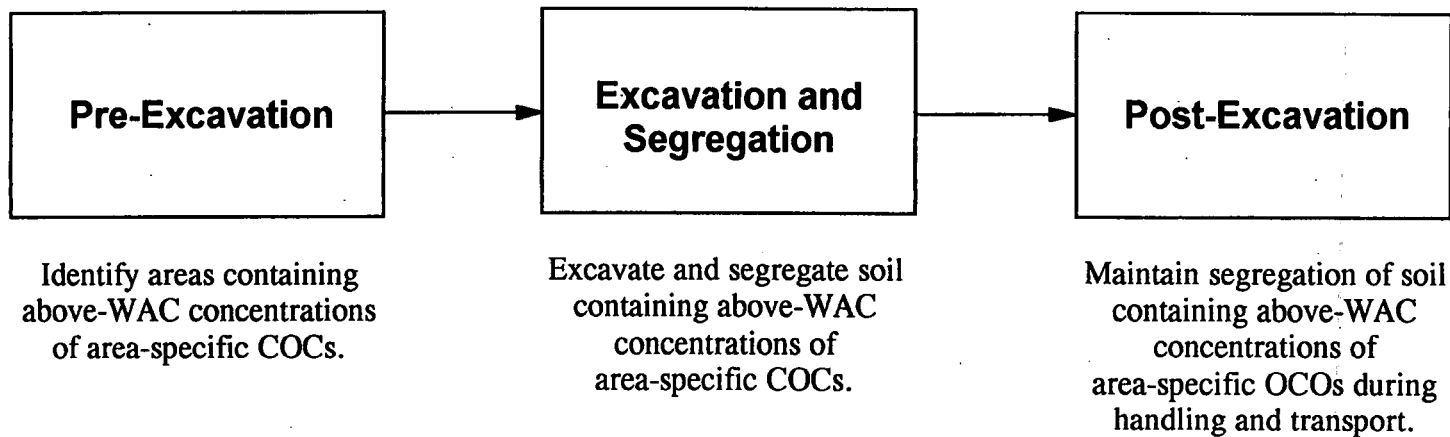 Pre-Excavation
Excavation and
Segregation
Post-Excavation
Identify areas containing
above-WAC concentrations
of area-specific COCs.
Excavate and segregate soil
containing above-WAC
concentrations of
area-specific COCs.
Maintain segregation of soil
containing above-WAC
concentrations of
area-specific OCOs during
handling and transport.